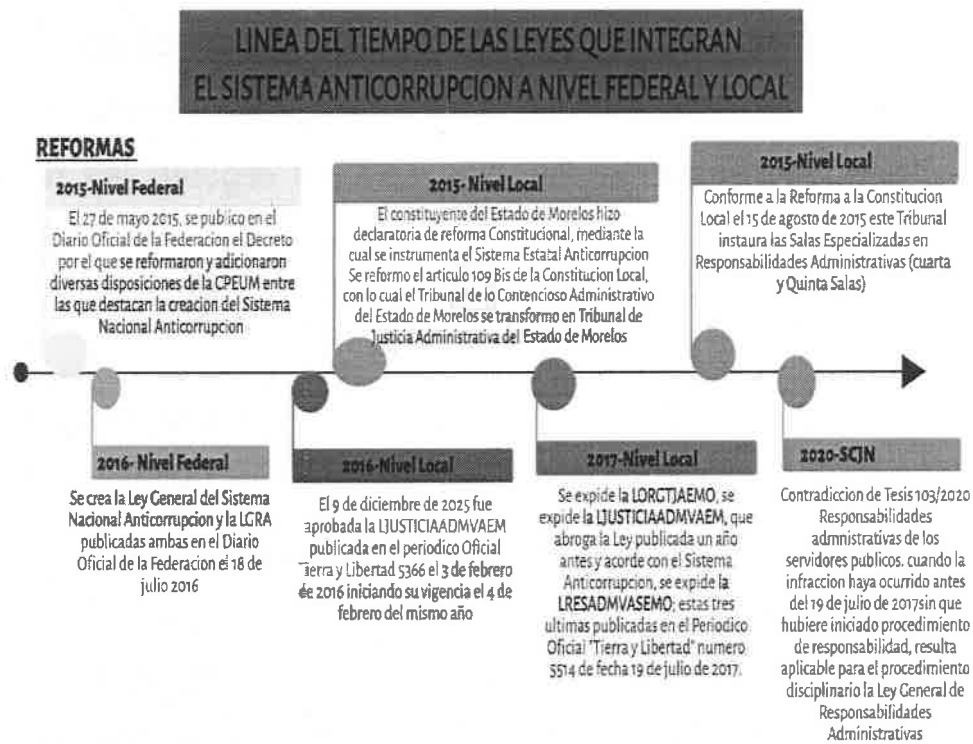 LINEA DEL TIEMPO DE LAS LEYES QUE INTEGRAN
EL SISTEMA ANTICORRUPCION A NIVEL FEDERAL Y LOCAL
REFORMAS
2015-Nivel Federal
El 27 de mayo 2015, se publico en el
Diario Oficial de la Federacion el Decreto
por el que se reformaron y adicionaron
diversas disposiciones de la CPEUM entre
las que destacan la creacion del Sistema
Nacional Anticorrupcion
2015- Nivel Local
El constituyente del Estado de Morelos hizo
declaratoria de reforma Constitucional, mediante la
cual se instrumenta el Sistema Estatal Anticorrupcion
Se reformo el articulo 109 Bis de la Constitucion Local,
con lo cual el Tribunal de lo Contencioso Administrativo
del Estado de Morelos se transformo en Tribunal de
Justicia Administrativa del Estado de Morelos
2015-Nivel Local
Conforme a la Reforma a la Constitucion
Local el 15 de agosto de 2015 este Tribunal
instaura las Salas Especializadas en
Responsabilidades Administrativas (cuarta
y Quinta Salas)
2016- Nivel Federal
Se crea la Ley General del Sistema
Nacional Anticorrupcion y la LGRA
publicadas ambas en el Diario
Oficial de la Federacion el 18 de
julio 2016
2016- Nivel Local
El 9 de diciembre de 2025 fue
aprobada la LJUSTICIAADMVAEM
publicada en el periodico Oficial
Tierra y Libertad 5366 el 3 de febrero
de 2016 iniciando su vigencia el 4 de
febrero del mismo año
2017-Nivel Local
Se expide la LORGTJAEMO, se
expide la LJUSTICIAADMVAEM, que
abroga la Ley publicada un año
antes y acorde con el Sistema
Anticorrupcion, se expide la
LRESADMVASEMO; estas tres
ultimas publicadas en el Periodico
Oficial "Tierra y Libertad" numero
5514 de fecha 19 de julio de 2017.
2020-SCJN
Contradiccion de Tesis 103/2020
Responsabilidades
admnistrativas de los
servidores publicos. cuando la
infraccion haya ocurrido antes
del 19 de julio de 2017sin que
hubiere iniciado procedimiento
de responsabilidad, resulta
aplicable para el procedimiento
disciplinario la Ley General de
Responsabilidades
Administrativas